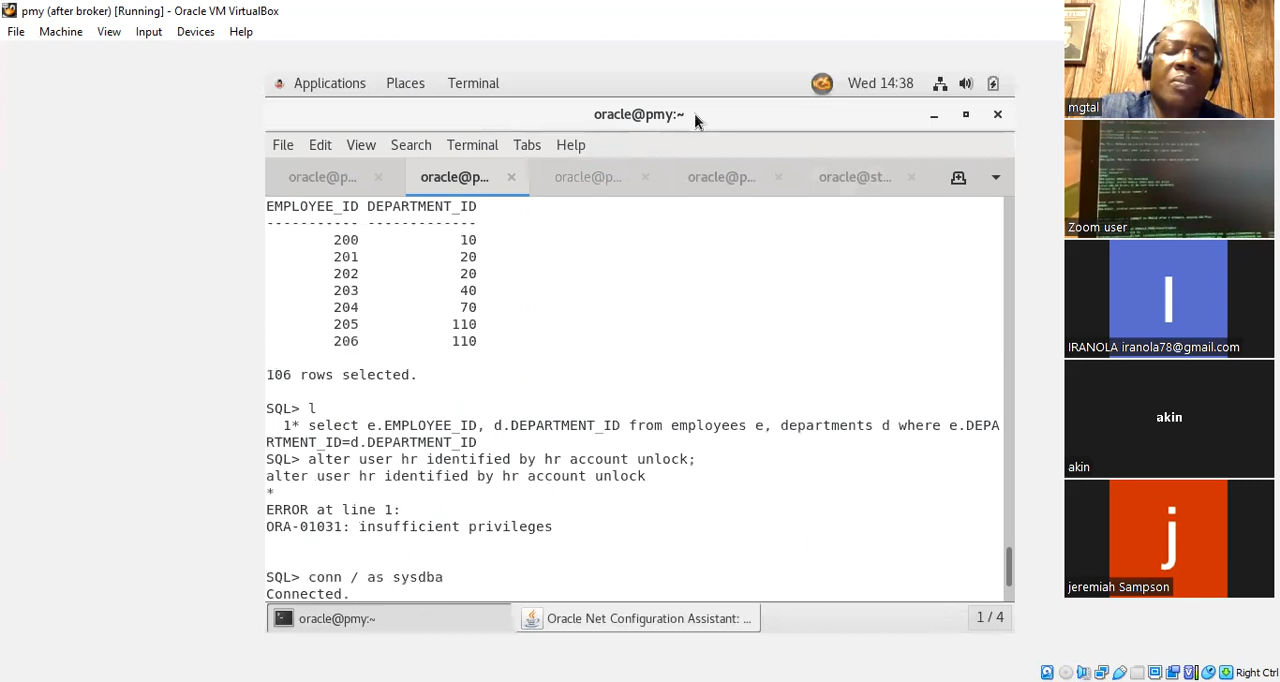 pmy (after broker) [Running] - Oracle VM VirtualBox
File Machine View Input Devices Help
Applications Places Terminal Wed 14:38
oracle@pmy:~
File Edit View Search Terminal Tabs Help
oracle@p... oracle@p... oracle@p... oracle@p... oracle@st...
EMPLOYEE_ID DEPARTMENT_ID
----------- -------------
200 10
201 20
202 20
203 40
204 70
205 110
206 110
106 rows selected.
SQL> l
1* select e.EMPLOYEE_ID, d.DEPARTMENT_ID from employees e, departments d where e.DEPA
RTMENT_ID=d.DEPARTMENT_ID
SQL> alter user hr identified by hr account unlock;
alter user hr identified by hr account unlock
*
ERROR at line 1:
ORA-01031: insufficient privileges
SQL> conn / as sysdba
Connected.
oracle@pmy:~ Oracle Net Configuration Assistant: ... 1 / 4
mgtal
Zoom user
I
IRANOLA iranola78@gmail.com
akin
akin
j
jeremiah Sampson
Right Ctrl